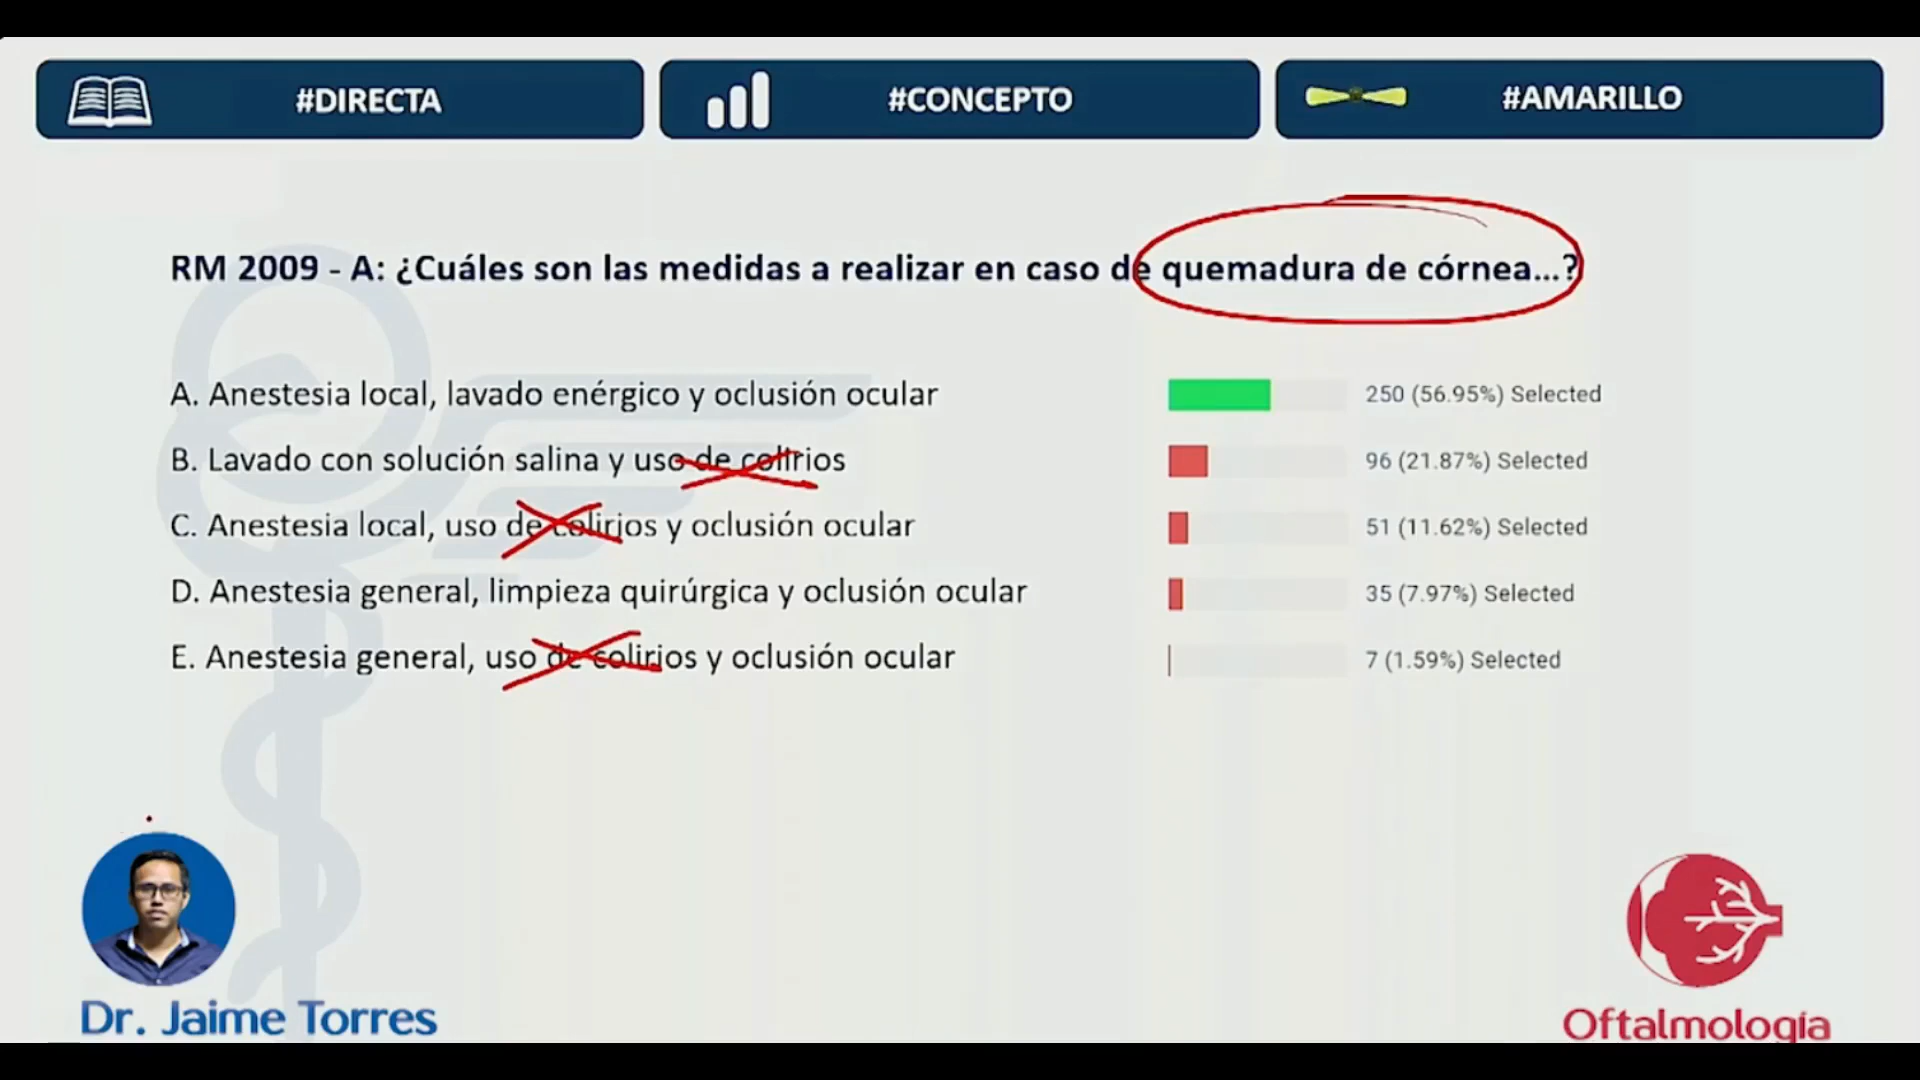 #DIRECTA
#CONCEPTO
#AMARILLO
RM 2009 - A: ¿Cuáles son las medidas a realizar en caso de quemadura de córnea...?
A. Anestesia local, lavado enérgico y oclusión ocular
250 (56.95%) Selected
B. Lavado con solución salina y uso de colirios
96 (21.87%) Selected
C. Anestesia local, uso de colirios y oclusión ocular
51 (11.62%) Selected
D. Anestesia general, limpieza quirúrgica y oclusión ocular
35 (7.97%) Selected
E. Anestesia general, uso de colirios y oclusión ocular
7 (1.59%) Selected
Dr. Jaime Torres
Oftalmología